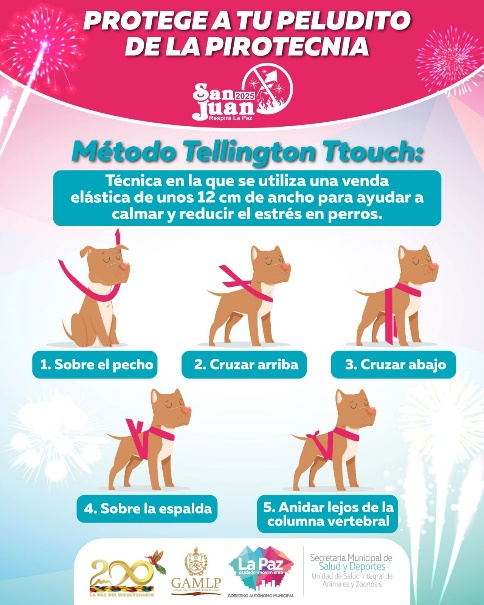 PROTEGE A TU PELUDITO
DE LA PIROTECNIA
San
2025
Juan
Respira La Paz
Método Tellington Ttouch:
Técnica en la que se utiliza una venda
elástica de unos 12 cm de ancho para ayudar a
calmar y reducir el estrés en perros.
1. Sobre el pecho
2. Cruzar arriba
3. Cruzar abajo
4. Sobre la espalda
5. Anidar lejos de la
columna vertebral
200
LA PAZ DEL BICENTENARIO
GAMLP
La Paz
GOBIERNO AUTÓNOMO MUNICIPAL
Secretaría Municipal de
Salud y Deportes
Unidad de Salud Integral de
Animales y Zoonosis